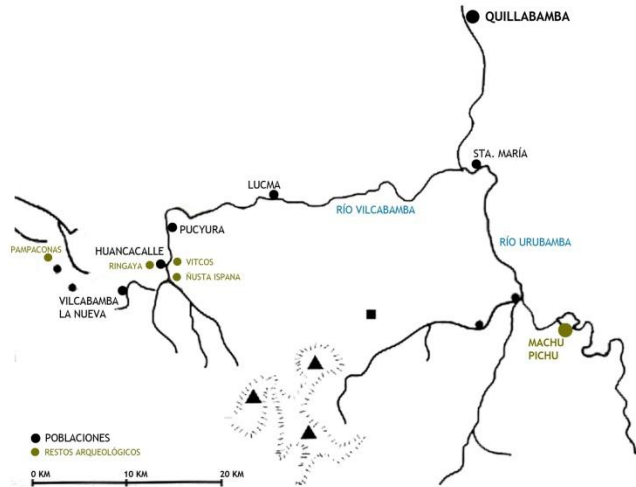 QUILLABAMBA
STA. MARÍA
LUCMA
RÍO VILCABAMBA
PUCYURA
RÍO URUBAMBA
HUANCACALLE
PAMPACONAS
RINGAYA
VITCOS
ÑUSTA ISPANA
VILCABAMBA
LA NUEVA
MACHU
PICHU
POBLACIONES
RESTOS ARQUEOLÓGICOS
0 KM 10 KM 20 KM